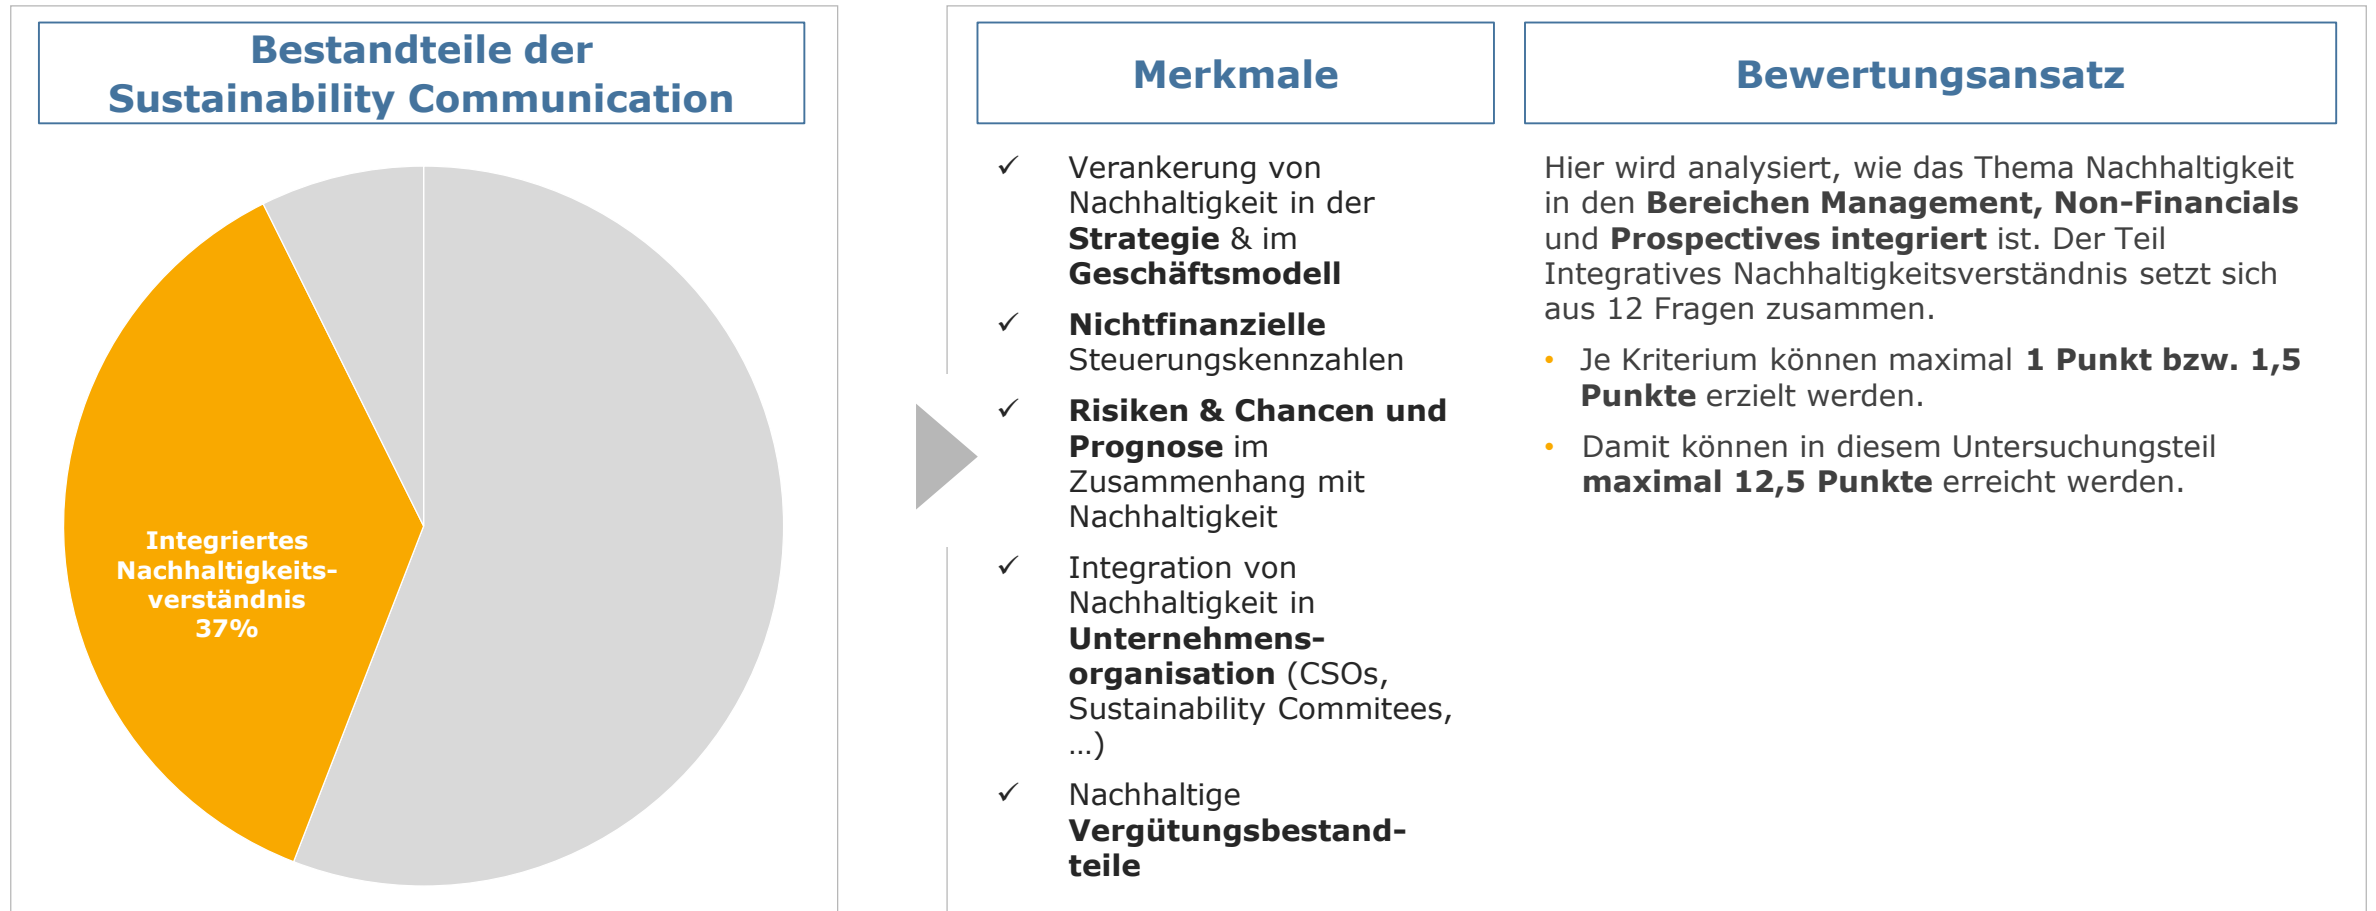 Bestandteile der
Sustainability Communication
Integriertes
Nachhaltigkeits-
verständnis
37%
Merkmale
✓ Verankerung von
Nachhaltigkeit in der
Strategie & im
Geschäftsmodell
✓ Nichtfinanzielle
Steuerungskennzahlen
✓ Risiken & Chancen und
Prognose im
Zusammenhang mit
Nachhaltigkeit
✓ Integration von
Nachhaltigkeit in
Unternehmens-
organisation (CSOs,
Sustainability Commitees,
…)
✓ Nachhaltige
Vergütungsbestand-
teile
Bewertungsansatz
Hier wird analysiert, wie das Thema Nachhaltigkeit
in den Bereichen Management, Non-Financials
und Prospectives integriert ist. Der Teil
Integratives Nachhaltigkeitsverständnis setzt sich
aus 12 Fragen zusammen.
• Je Kriterium können maximal 1 Punkt bzw. 1,5
Punkte erzielt werden.
• Damit können in diesem Untersuchungsteil
maximal 12,5 Punkte erreicht werden.